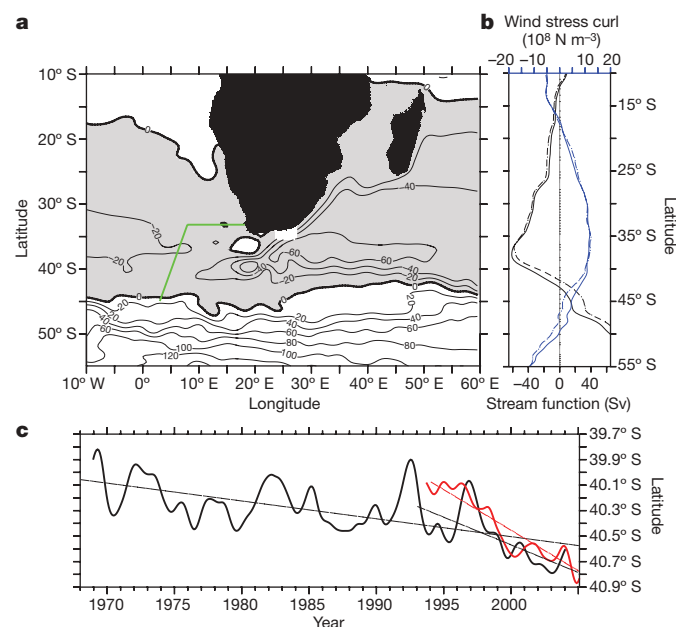 a
b
Wind stress curl
(10⁸ N m⁻³)
–20 –10 0 10 20
10° S
20° S
30° S
40° S
50° S
Latitude
0
0
40
20
20
60
60
40
20
0
0
20
20
40
40
60
60
80
80
100
100
120
10° W 0° 10° E 20° E 30° E 40° E 50° E 60° E
Longitude
15° S
25° S
35° S
45° S
55° S
Latitude
–40 0 40
Stream function (Sv)
c
39.7° S
39.9° S
40.1° S
40.3° S
40.5° S
40.7° S
40.9° S
Latitude
1970 1975 1980 1985 1990 1995 2000
Year